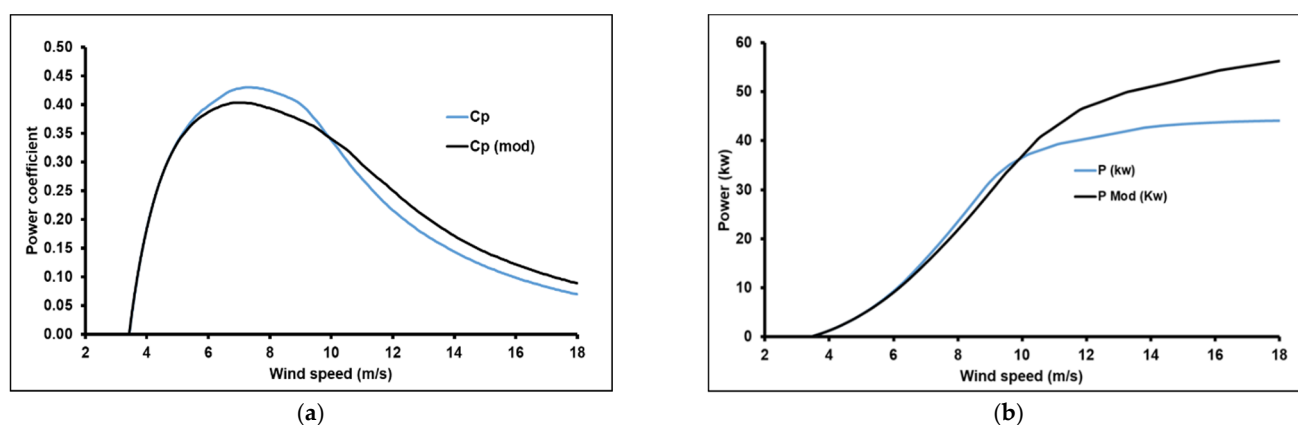 0.50
0.45
0.40
0.35
0.30
0.25
0.20
0.15
0.10
0.05
0.00
Power coefficient
Cp
Cp (mod)
2 4 6 8 10 12 14 16 18
Wind speed (m/s)
(a)
60
50
40
30
20
10
0
Power (kw)
P (kw)
P Mod (Kw)
2 4 6 8 10 12 14 16 18
Wind speed (m/s)
(b)